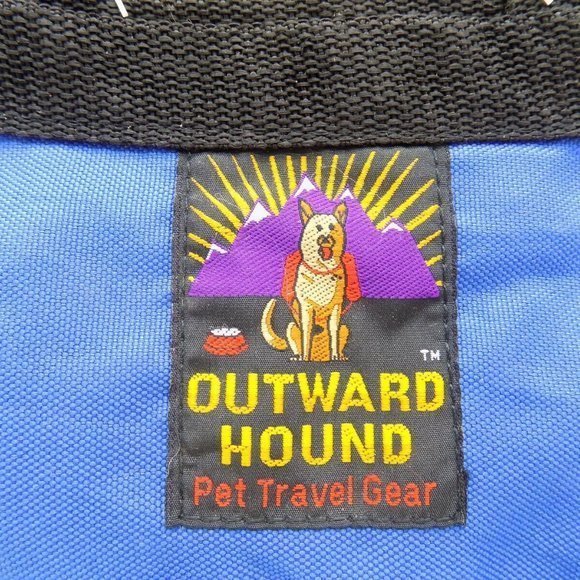 ™
OUTWARD
HOUND
Pet Travel Gear